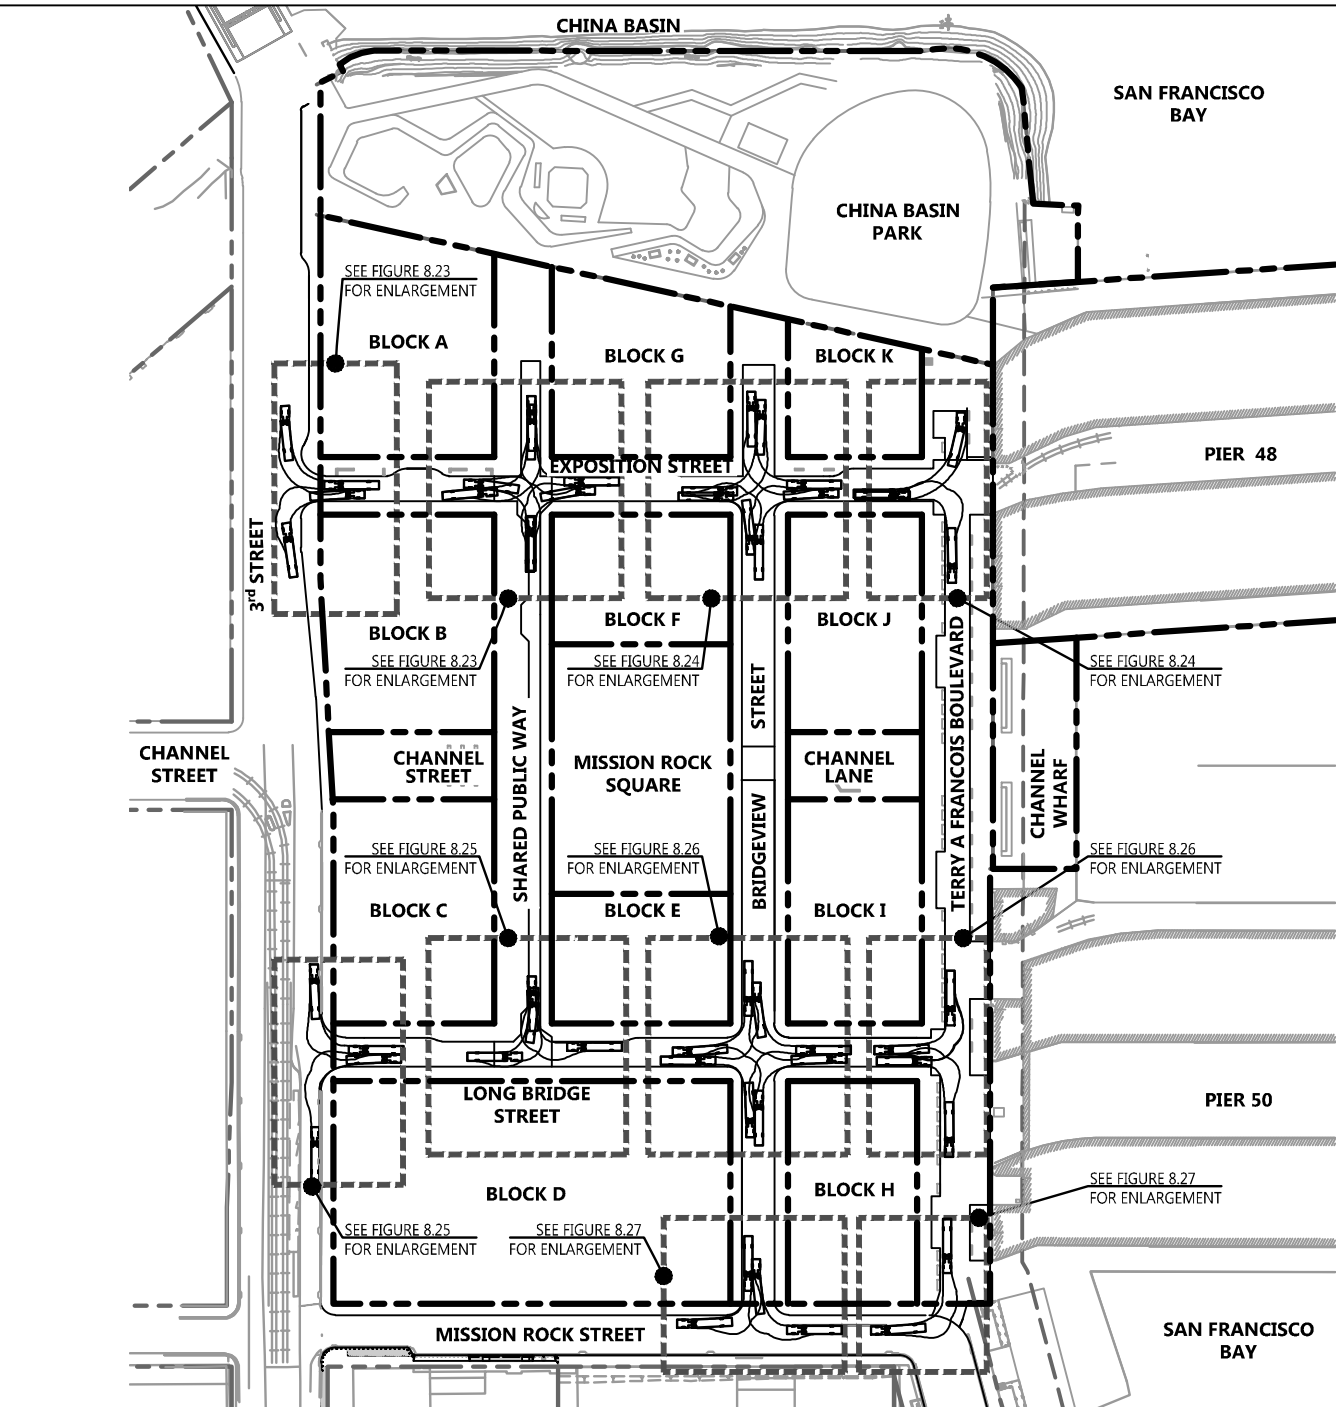 CHINA BASIN
SAN FRANCISCO
BAY
CHINA BASIN
PARK
SEE FIGURE 8.23
FOR ENLARGEMENT
BLOCK A
BLOCK G
BLOCK K
PIER 48
EXPOSITION STREET
3rd STREET
BLOCK B
BLOCK F
BLOCK J
SEE FIGURE 8.23
FOR ENLARGEMENT
SEE FIGURE 8.24
FOR ENLARGEMENT
SEE FIGURE 8.24
FOR ENLARGEMENT
TERRY A FRANCOIS BOULEVARD
SHARED PUBLIC WAY
BRIDGEVIEW STREET
CHANNEL
STREET
CHANNEL
STREET
MISSION ROCK
SQUARE
CHANNEL
LANE
CHANNEL
WHARF
SEE FIGURE 8.25
FOR ENLARGEMENT
SEE FIGURE 8.26
FOR ENLARGEMENT
SEE FIGURE 8.26
FOR ENLARGEMENT
BLOCK C
BLOCK E
BLOCK I
LONG BRIDGE
STREET
PIER 50
BLOCK D
BLOCK H
SEE FIGURE 8.27
FOR ENLARGEMENT
SEE FIGURE 8.25
FOR ENLARGEMENT
SEE FIGURE 8.27
FOR ENLARGEMENT
MISSION ROCK STREET
SAN FRANCISCO
BAY